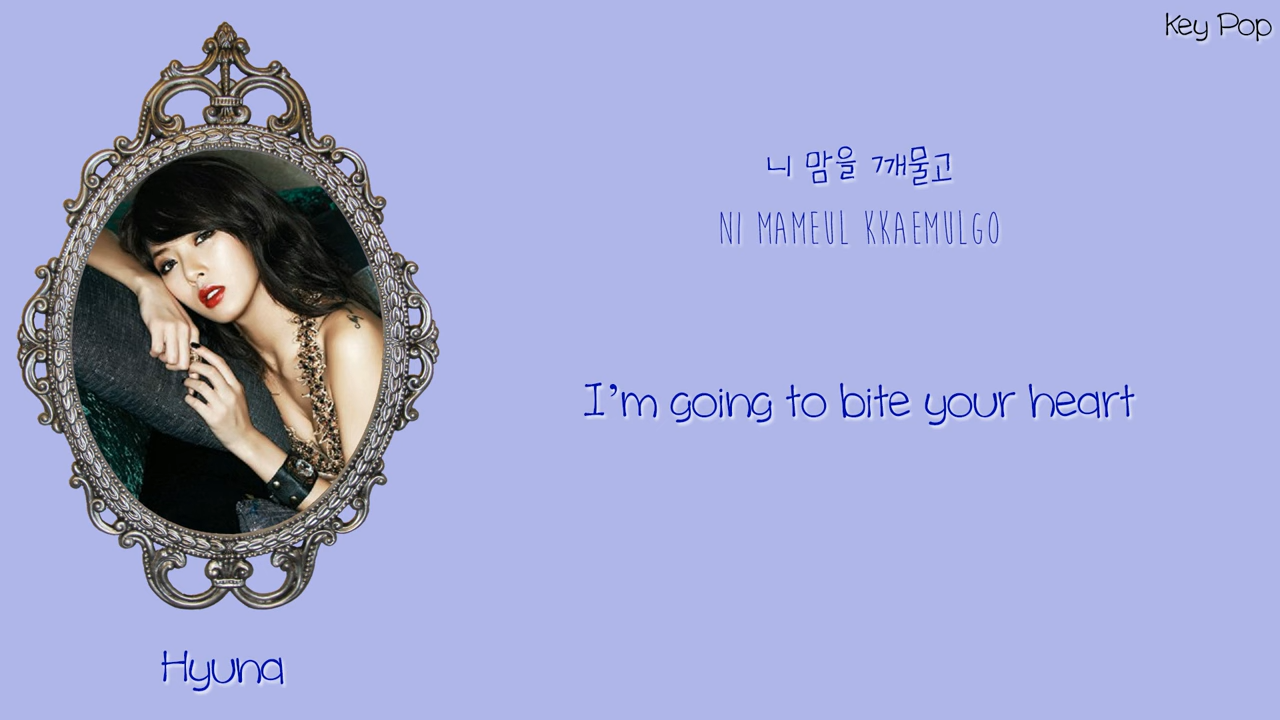 Key Pop
니 맘을 깨물고
NI MAMEUL KKAEMULGO
I'm going to bite your heart
Hyuna